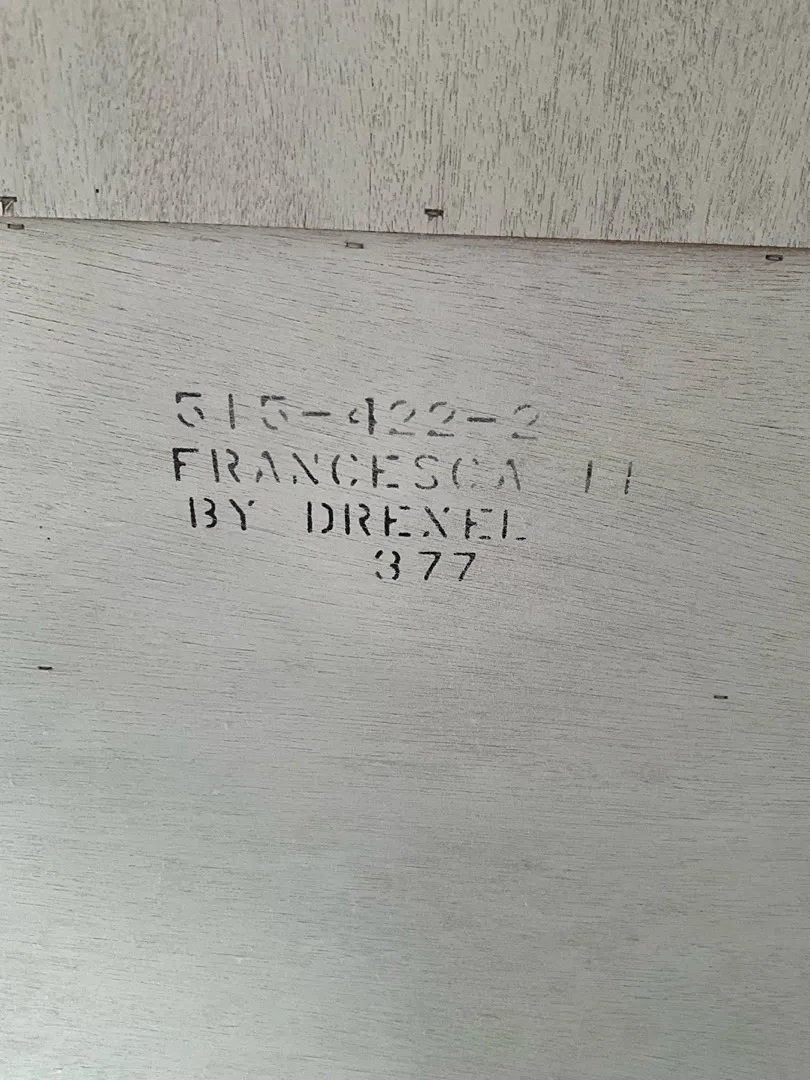 515-422-2
FRANCESCA II
BY DREXEL
377